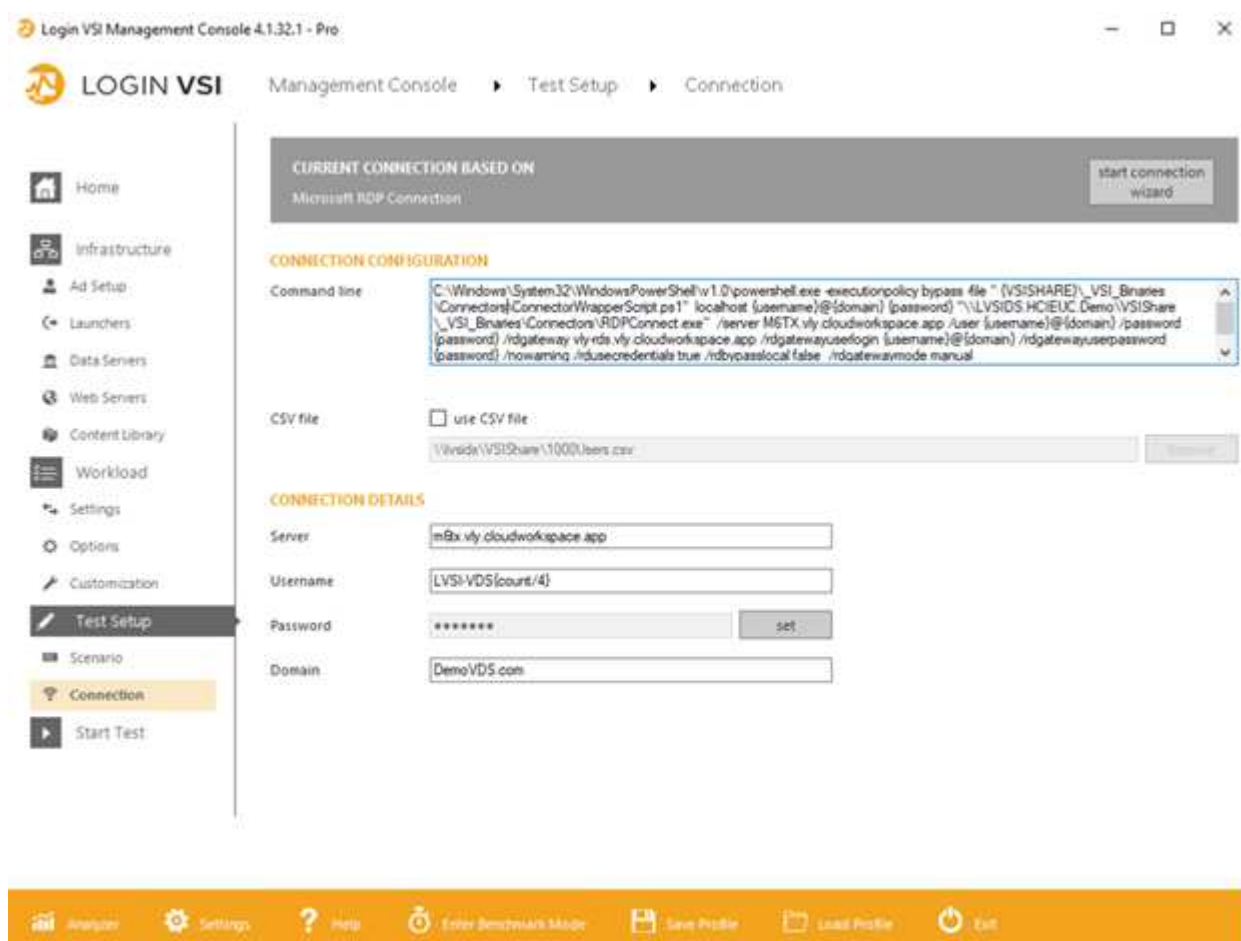 Login VSI Management Console 4.1.32.1 - Pro
LOGIN VSI
Management Console Test Setup Connection
CURRENT CONNECTION BASED ON
Microsoft RDP Connection
start connection
wizard
Home
Infrastructure
Ad Setup
Launchers
Data Servers
Web Servers
Content Library
Workload
Settings
Options
Customization
Test Setup
Scenario
Connection
Start Test
CONNECTION CONFIGURATION
Command line
C:\Windows\System32\WindowsPowerShell\v1.0\powershell.exe -executionpolicy bypass -file " {VSISHARE}\_VSI_Binaries
\Connectors\ConnectorWrapperScript.ps1" localhost {username}@{domain} {password} "\\LVSIDS.HCIEUC.Demo\VSIShare
\_VSI_Binaries\Connectors\RDPConnect.exe" /server M6TX.vly.cloudworkspace.app /user {username}@{domain} /password
{password} /rdgateway vly-rds.vly.cloudworkspace.app /rdgatewayuserlogin {username}@{domain} /rdgatewayuserpassword
{password} /nowarning /rdusecredentials true /rdbypasslocal false /rdgatewaymode manual
CSV file
use CSV file
\\lvsids\VSIShare\1000Users.csv
CONNECTION DETAILS
Server
m6tx.vly.cloudworkspace.app
Username
LVSI-VDS{count/4}
Password
*******
set
Domain
DemoVDS.com
Analyzer Settings Help Enter Benchmark Mode Save Profile Load Profile Exit